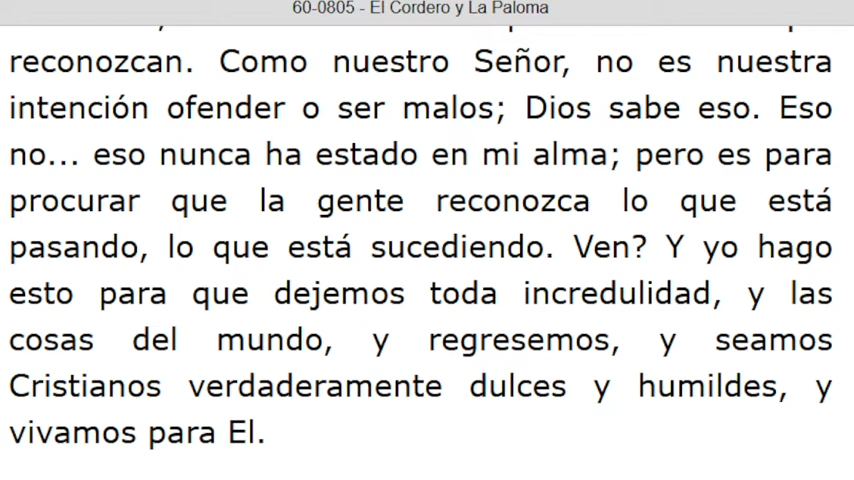 60-0805 - El Cordero y La Paloma
reconozcan. Como nuestro Señor, no es nuestra
intención ofender o ser malos; Dios sabe eso. Eso
no... eso nunca ha estado en mi alma; pero es para
procurar que la gente reconozca lo que está
pasando, lo que está sucediendo. Ven? Y yo hago
esto para que dejemos toda incredulidad, y las
cosas del mundo, y regresemos, y seamos
Cristianos verdaderamente dulces y humildes, y
vivamos para El.